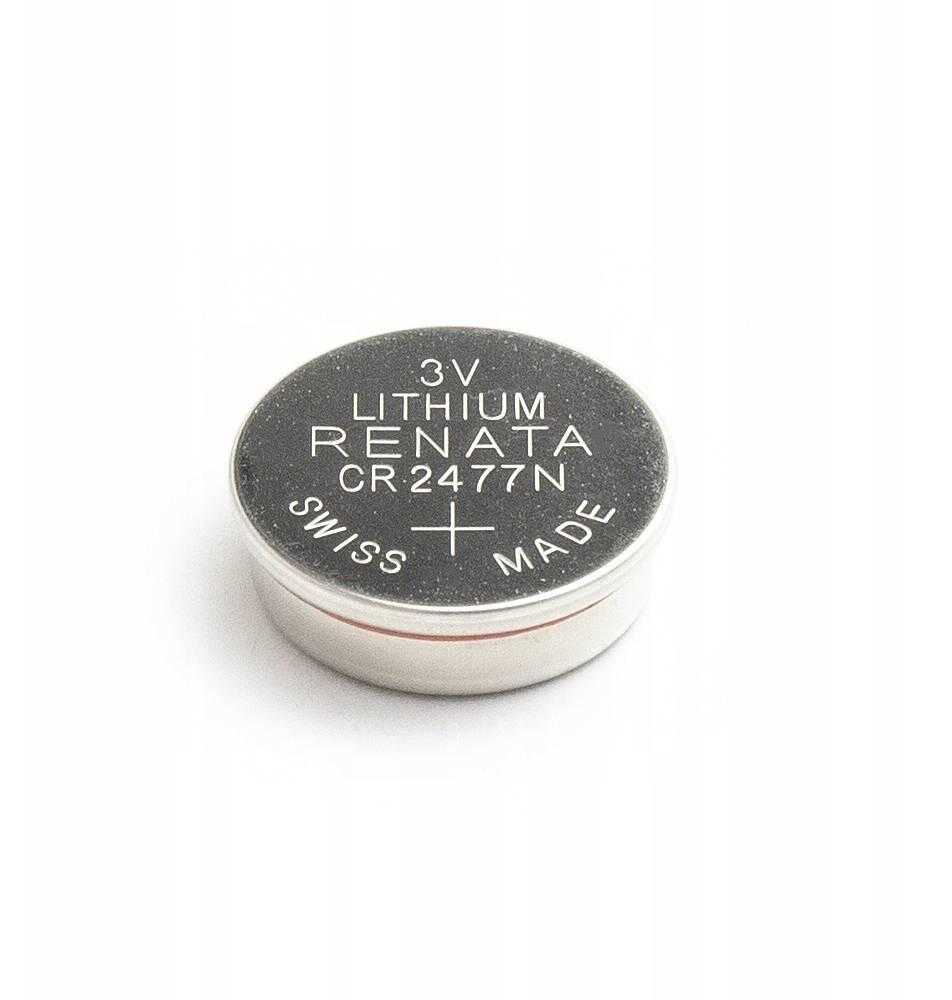 3V
LITHIUM
RENATA
CR2477N
+
SWISS MADE